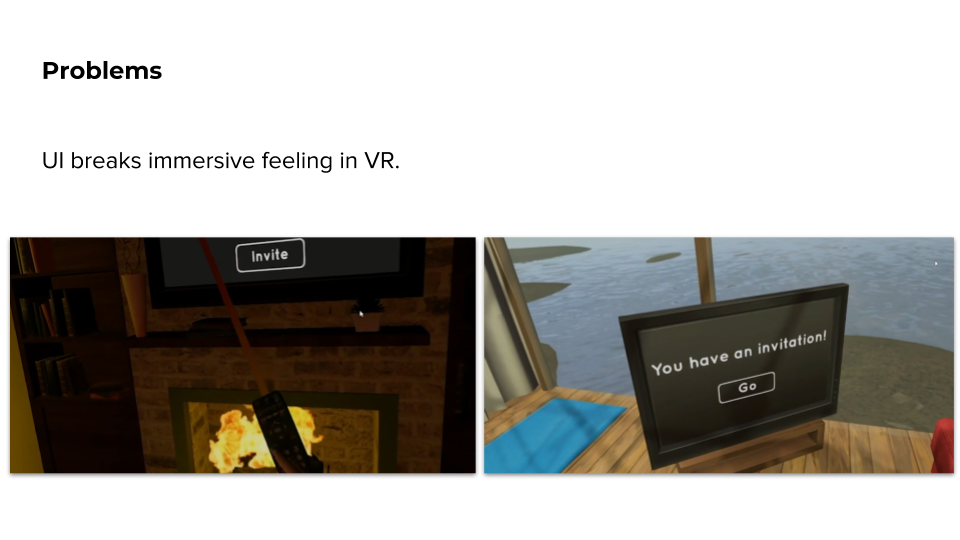 Problems
UI breaks immersive feeling in VR.
Invite
You have an invitation!
Go